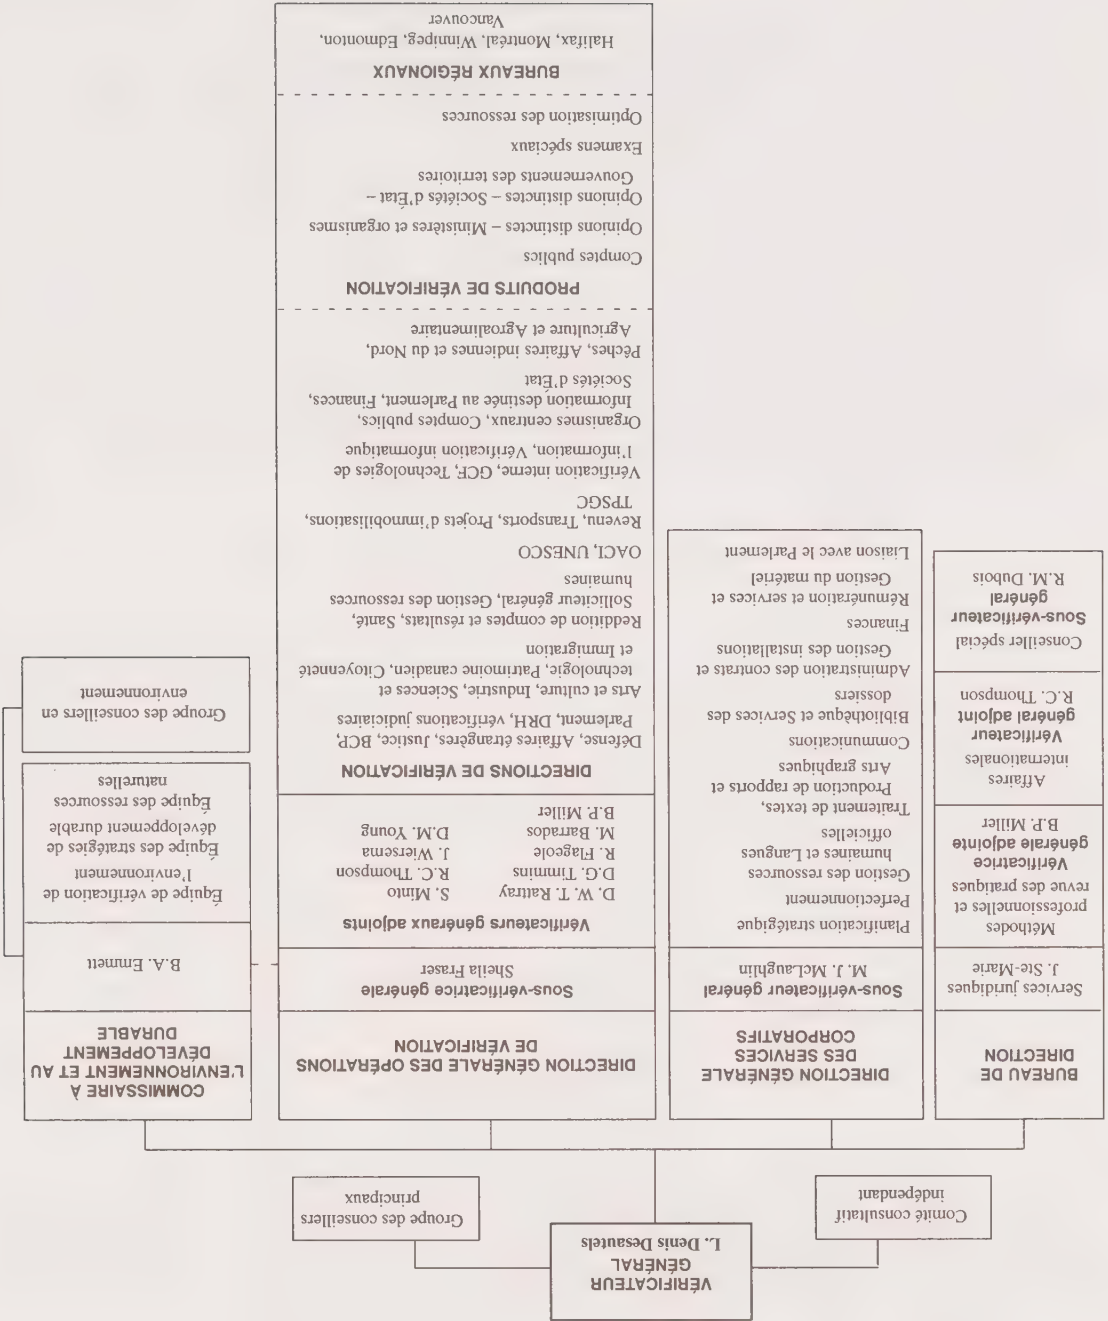 VÉRIFICATEUR
GÉNÉRAL
L. Denis Desautels
Comité consultatif
indépendant
Groupe des conseillers
principaux
BUREAU DE
DIRECTION
Services juridiques
J. Ste-Marie
Méthodes
professionnelles et
revue des pratiques
Vérificatrice
générale adjointe
B.P. Miller
Affaires
internationales
Vérificateur
général adjoint
R.C. Thompson
Conseiller spécial
Sous-vérificateur
général
R.M. Dubois
DIRECTION GÉNÉRALE
DES SERVICES
CORPORATIFS
Sous-vérificateur général
M. J. McLaughlin
Planification stratégique
Perfectionnement
Gestion des ressources
humaines et Langues
officielles
Traitement de textes,
Production de rapports et
Arts graphiques
Communications
Bibliothèque et Services des
dossiers
Administration des contrats et
Gestion des installations
Finances
Rémunération et services et
Gestion du matériel
Liaison avec le Parlement
DIRECTION GÉNÉRALE DES OPÉRATIONS
DE VÉRIFICATION
Sous-vérificatrice générale
Sheila Fraser
Vérificateurs généraux adjoints
D. W. T. Rattray S. Minto
D.G. Timmins R.C. Thompson
R. Flageole J. Wiersema
M. Barrados D.M. Young
B.P. Miller
DIRECTIONS DE VÉRIFICATION
Défense, Affaires étrangères, Justice, BCP,
Parlement, DRH, vérifications judiciaires
Arts et culture, Industrie, Sciences et
technologie, Patrimoine canadien, Citoyenneté
et Immigration
Reddition de comptes et résultats, Santé,
Solliciteur général, Gestion des ressources
humaines
OACI, UNESCO
Revenu, Transports, Projets d'immobilisations,
TPSGC
Vérification interne, GCF, Technologies de
l'information, Vérification informatique
Organismes centraux, Comptes publics,
Information destinée au Parlement, Finances,
Sociétés d'État
Pêches, Affaires indiennes et du Nord,
Agriculture et Agroalimentaire
PRODUITS DE VÉRIFICATION
Comptes publics
Opinions distinctes – Ministères et organismes
Opinions distinctes – Sociétés d'État –
Gouvernements des territoires
Examens spéciaux
Optimisation des ressources
BUREAUX RÉGIONAUX
Halifax, Montréal, Winnipeg, Edmonton,
Vancouver
COMMISSAIRE À
L'ENVIRONNEMENT ET AU
DÉVELOPPEMENT
DURABLE
B.A. Emmett
Équipe de vérification de
l'environnement
Équipe des stratégies de
développement durable
Équipe des ressources
naturelles
Groupe des conseillers en
environnement